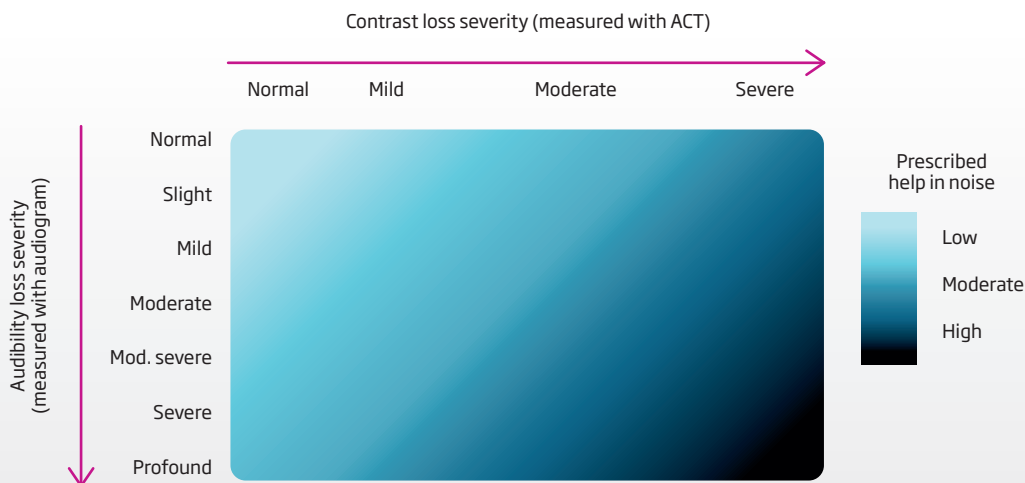 Contrast loss severity (measured with ACT)
Normal
Mild
Moderate
Severe
Audibility loss severity
(measured with audiogram)
Normal
Slight
Mild
Moderate
Mod. severe
Severe
Profound
Prescribed
help in noise
Low
Moderate
High